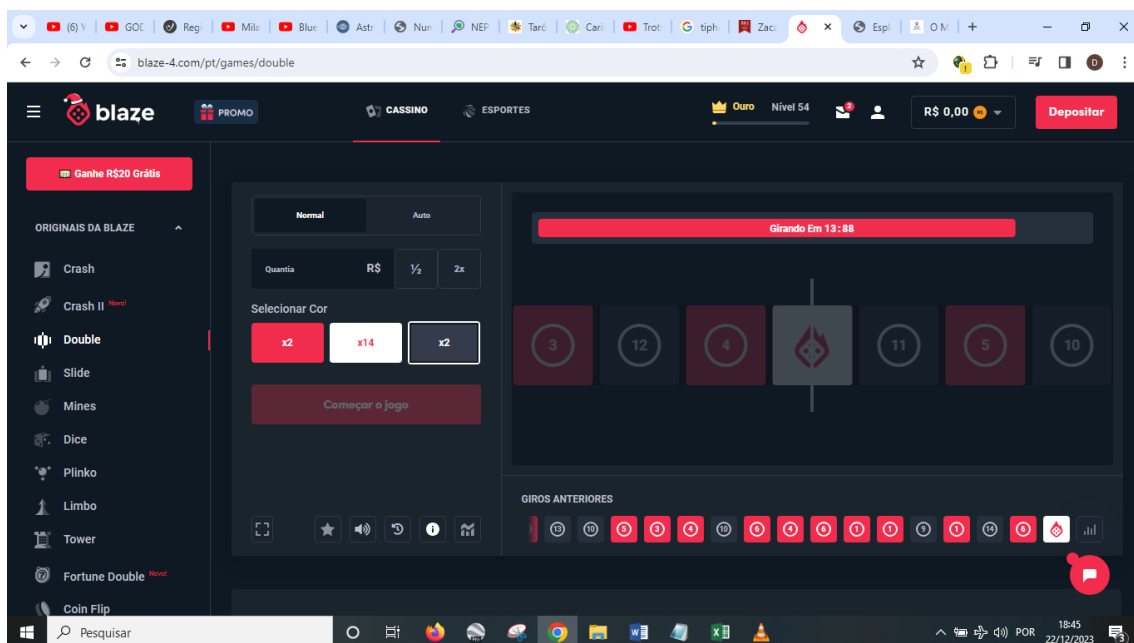 (6) Y
GOD
Regi
Mila
Blue
Astr
Nun
NEP
Tarô
Cari
Trot
tiph
Zaca
Espl
O M
blaze-4.com/pt/games/double
D
blaze
PROMO
CASSINO
ESPORTES
Ouro Nível 54
2
R$ 0,00
Depositar
Ganhe R$20 Grátis
ORIGINAIS DA BLAZE
Crash
Crash II Novo!
Double
Slide
Mines
Dice
Plinko
Limbo
Tower
Fortune Double Novo!
Coin Flip
Normal Auto
Quantia R$ ½ 2x
Selecionar Cor
x2 x14 x2
Começar o jogo
Girando Em 13:88
3 12 4 11 5 10
GIROS ANTERIORES
13 10 5 3 4 10 6 4 6 1 1 9 1 14 6
Pesquisar
POR
18:45
22/12/2023
3